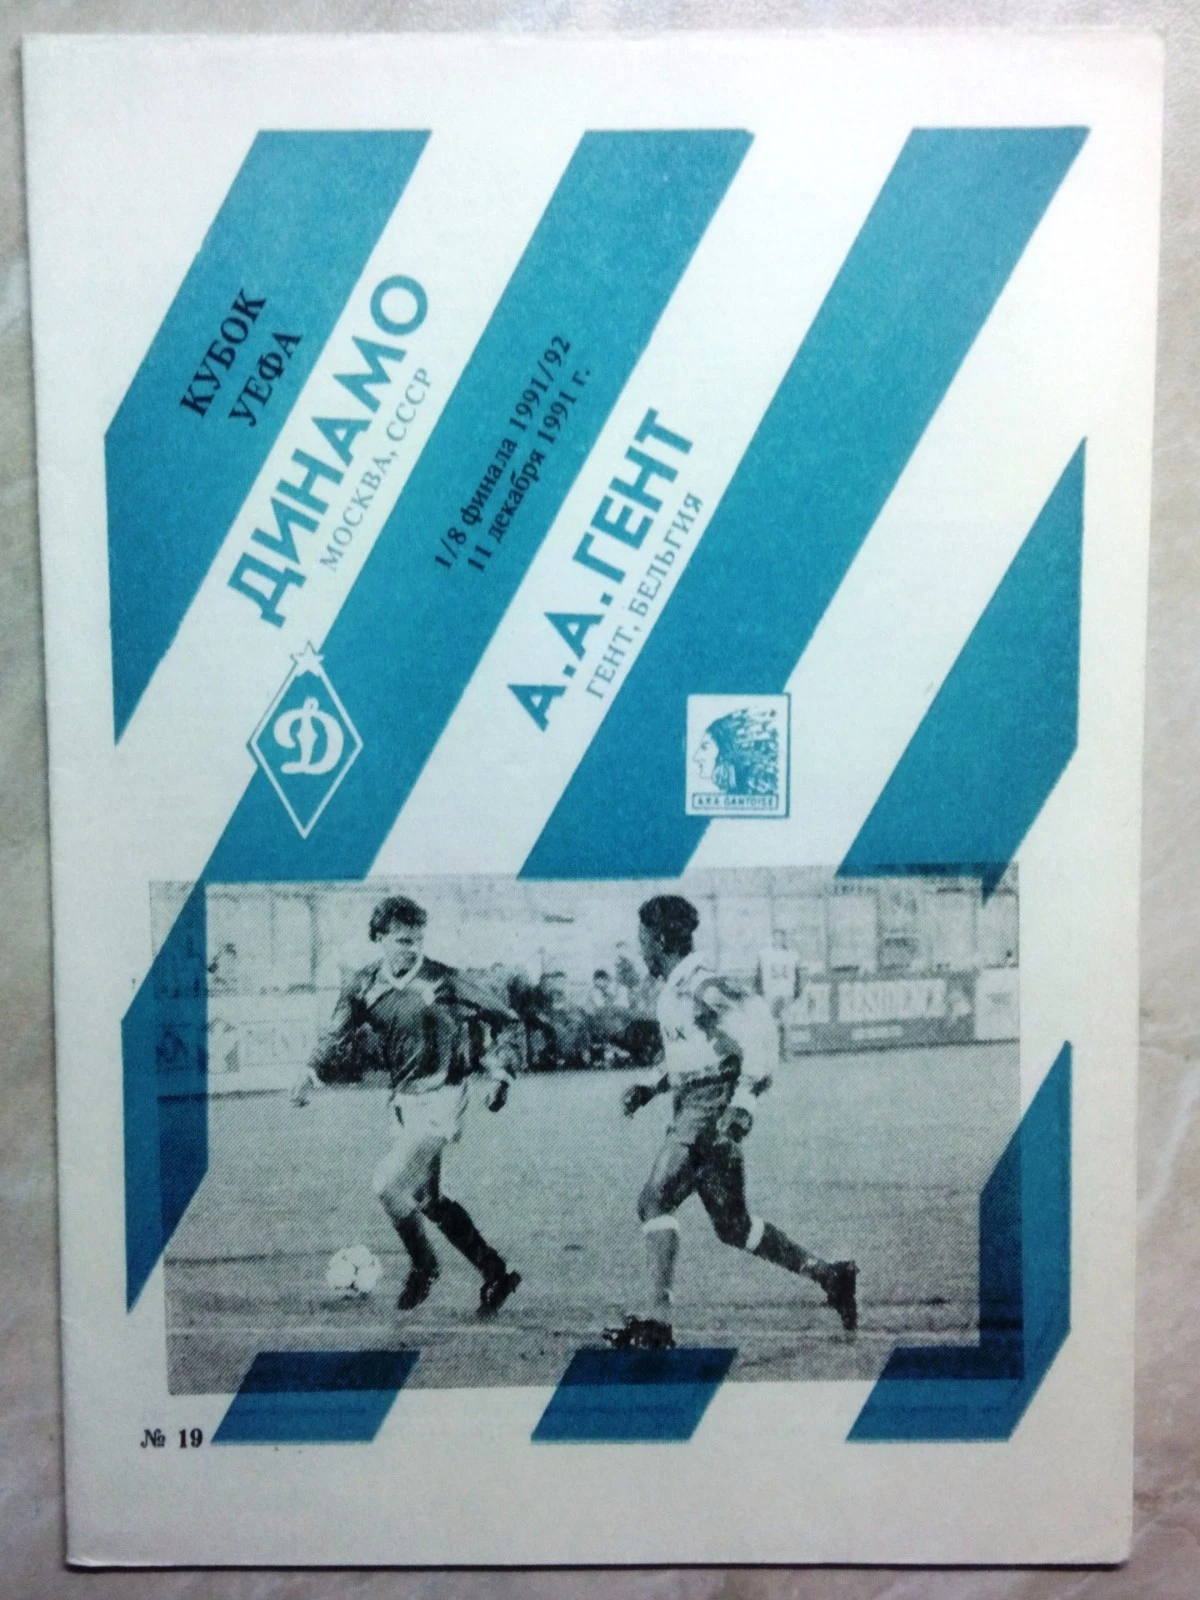 КУБОК
УЕФА
ДИНАМО
МОСКВА, СССР
1/8 финала 1991/92
11 декабря 1991 г.
А.А.ГЕНТ
ГЕНТ, БЕЛЬГИЯ
Д
A.R.A GANTOISE
№ 19